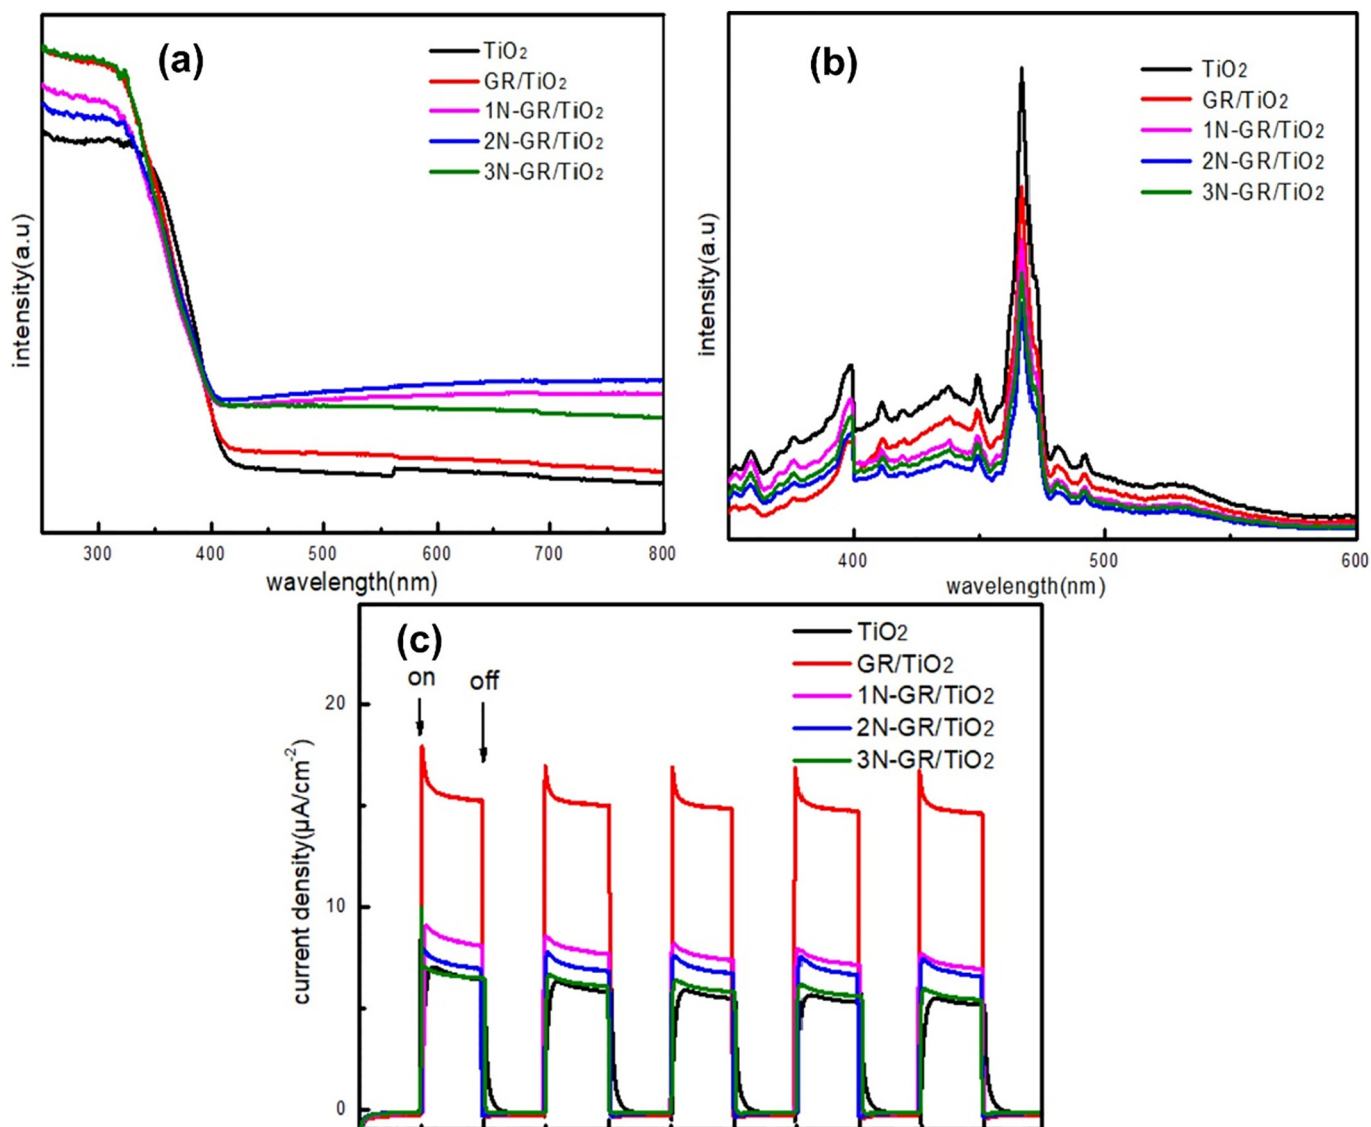 (a)
TiO2
GR/TiO2
1N-GR/TiO2
2N-GR/TiO2
3N-GR/TiO2
intensity(a.u)
300 400 500 600 700 800
wavelength(nm)
(b)
TiO2
GR/TiO2
1N-GR/TiO2
2N-GR/TiO2
3N-GR/TiO2
intensity(a.u)
400 500 600
wavelength(nm)
(c)
on
off
TiO2
GR/TiO2
1N-GR/TiO2
2N-GR/TiO2
3N-GR/TiO2
20
10
0
current density(μA/cm-2)